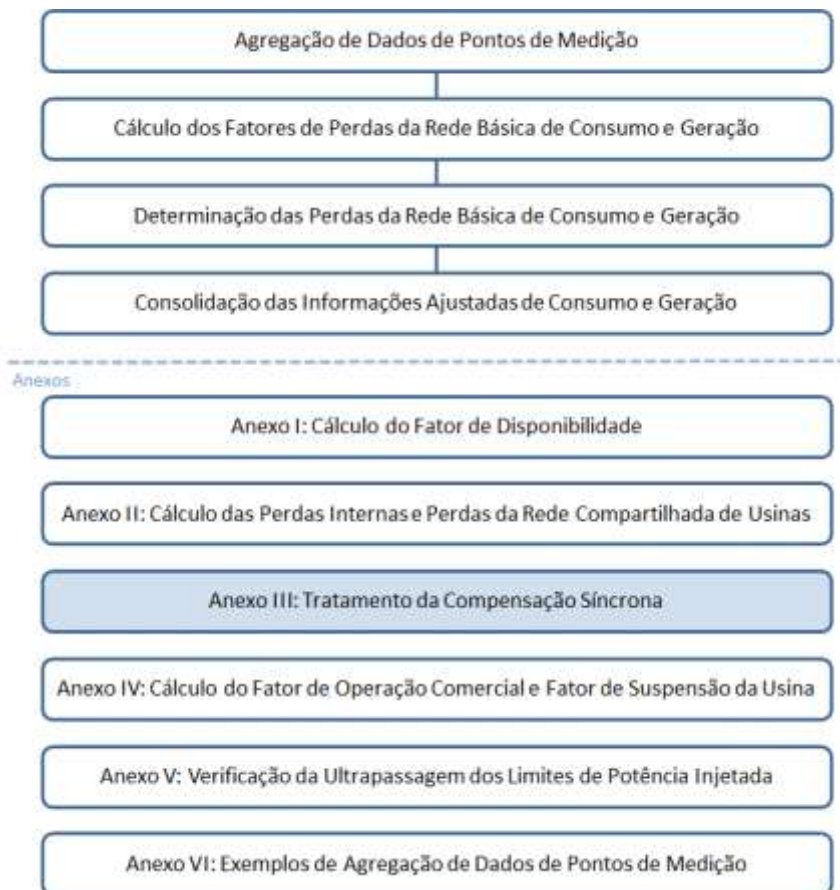 Agregação de Dados de Pontos de Medição
Cálculo dos Fatores de Perdas da Rede Básica de Consumo e Geração
Determinação das Perdas da Rede Básica de Consumo e Geração
Consolidação das Informações Ajustadas de Consumo e Geração
Anexos
Anexo I: Cálculo do Fator de Disponibilidade
Anexo II: Cálculo das Perdas Internas e Perdas da Rede Compartilhada de Usinas
Anexo III: Tratamento da Compensação Síncrona
Anexo IV: Cálculo do Fator de Operação Comercial e Fator de Suspensão da Usina
Anexo V: Verificação da Ultrapassagem dos Limites de Potência Injetada
Anexo VI: Exemplos de Agregação de Dados de Pontos de Medição